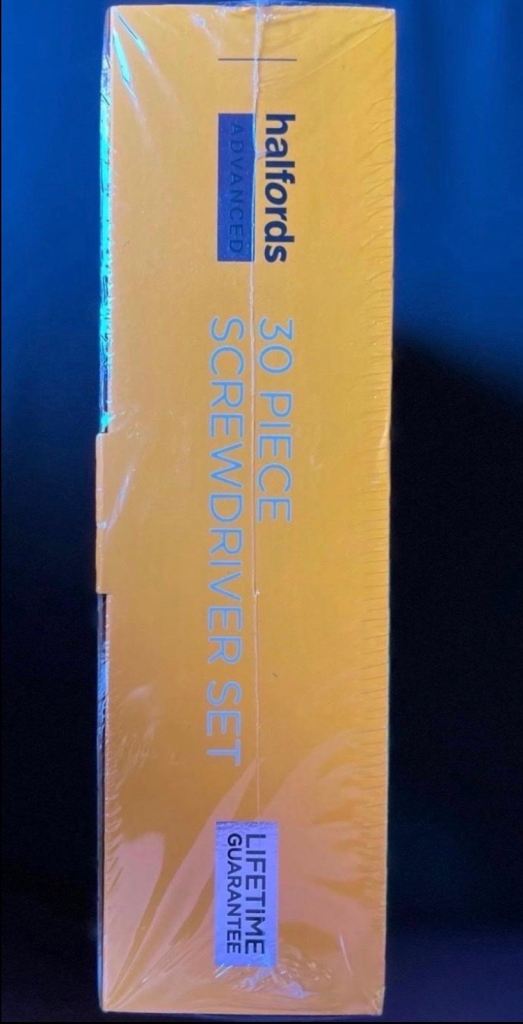 halfords
ADVANCED
30 PIECE
SCREWDRIVER SET
LIFETIME
GUARANTEE